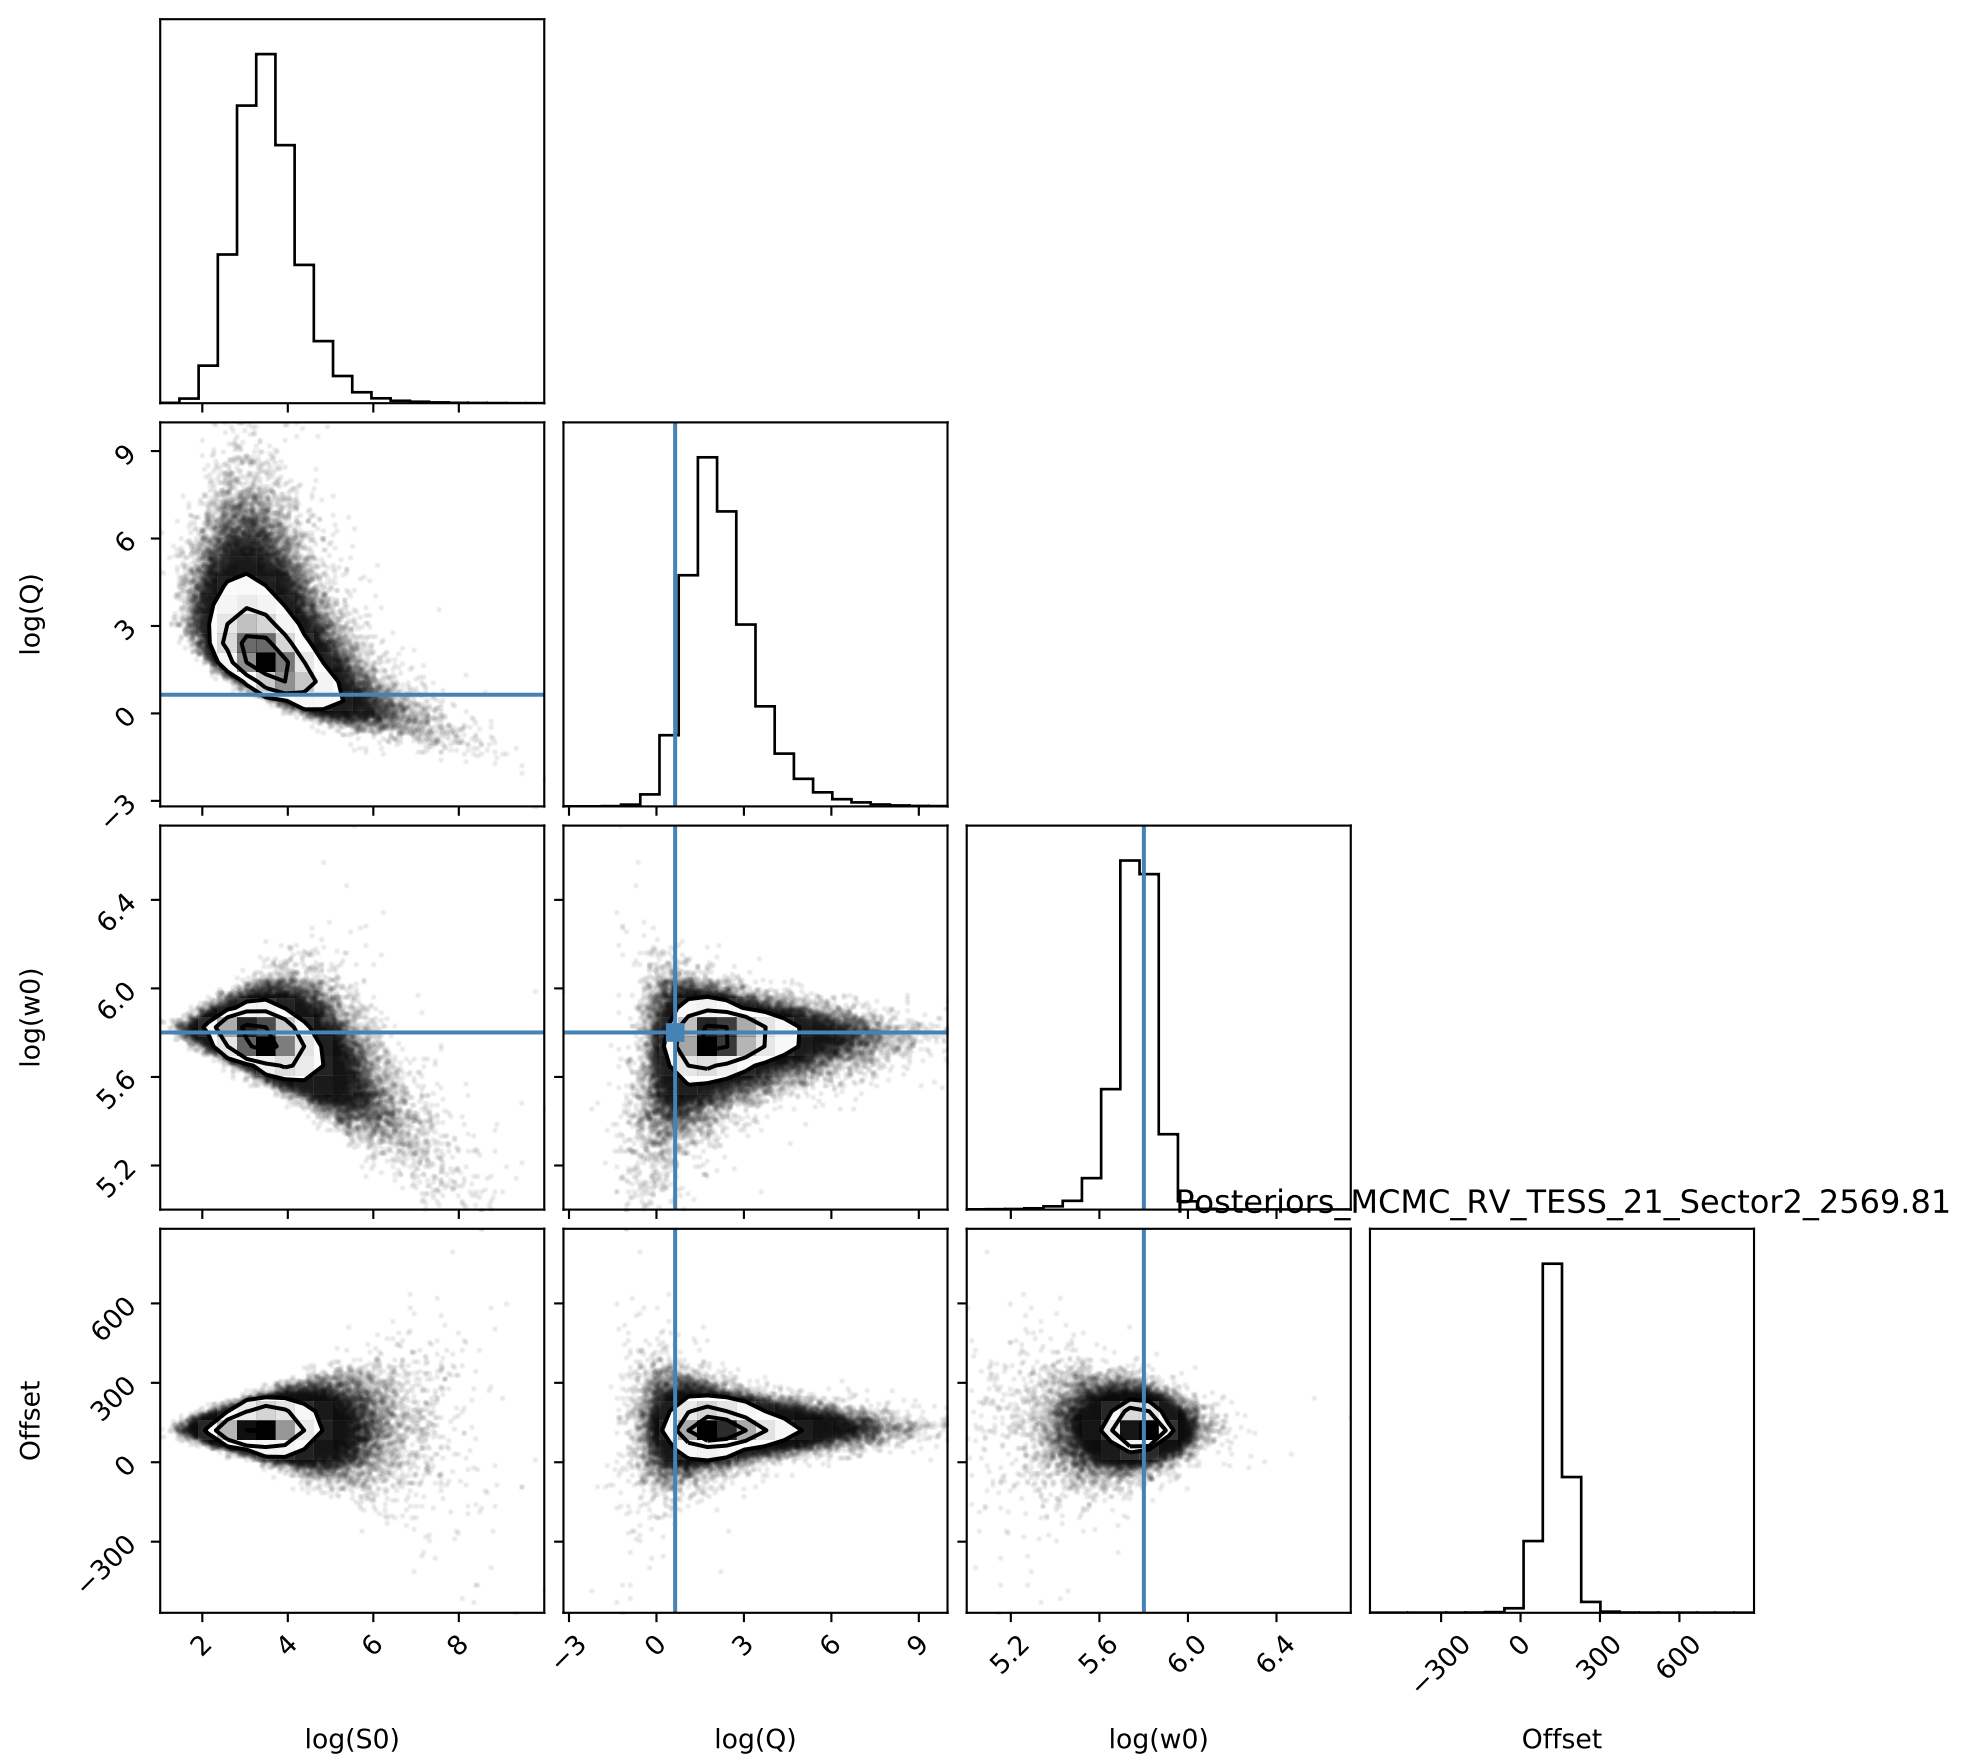 log(Q)
9
6
3
0
−3
log(w0)
6.4
6.0
5.6
5.2
Posteriors_MCMC_RV_TESS_21_Sector2_2569.81
Offset
600
300
0
−300
2 4 6 8
−3 0 3 6 9
5.2 5.6 6.0 6.4
−300 0 300 600
log(S0)
log(Q)
log(w0)
Offset